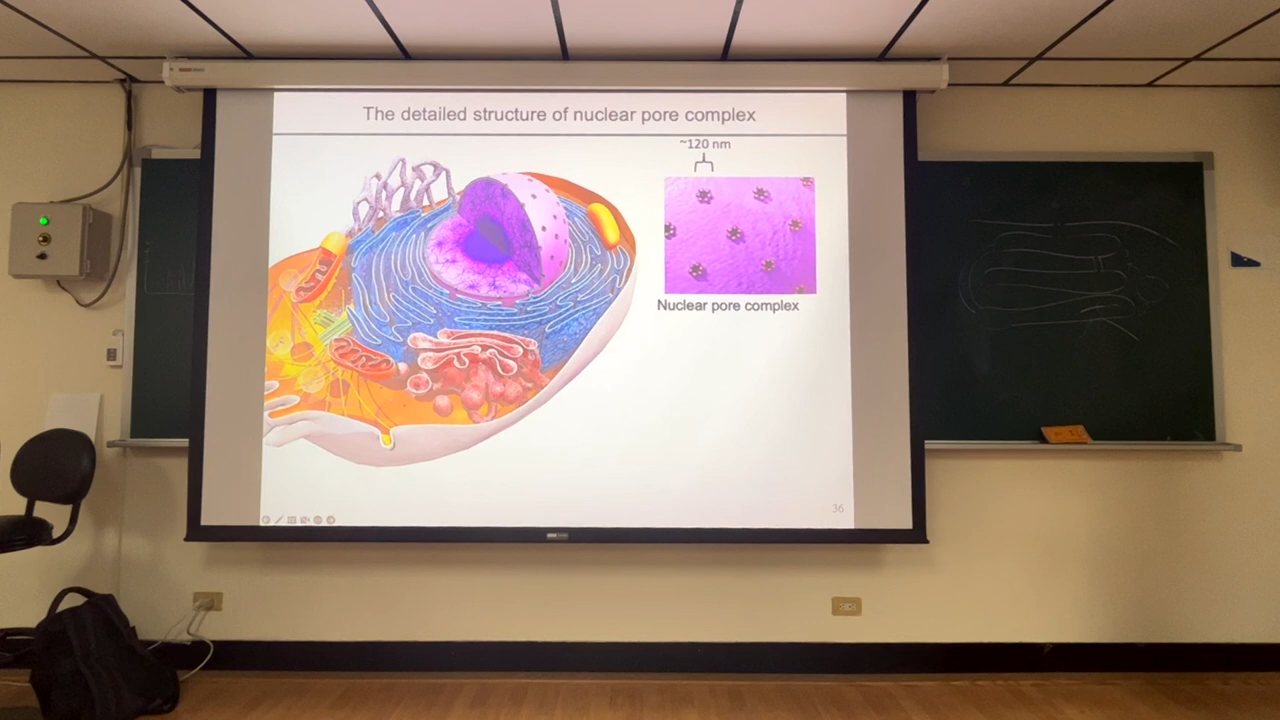 The detailed structure of nuclear pore complex
~120 nm
Nuclear pore complex
36